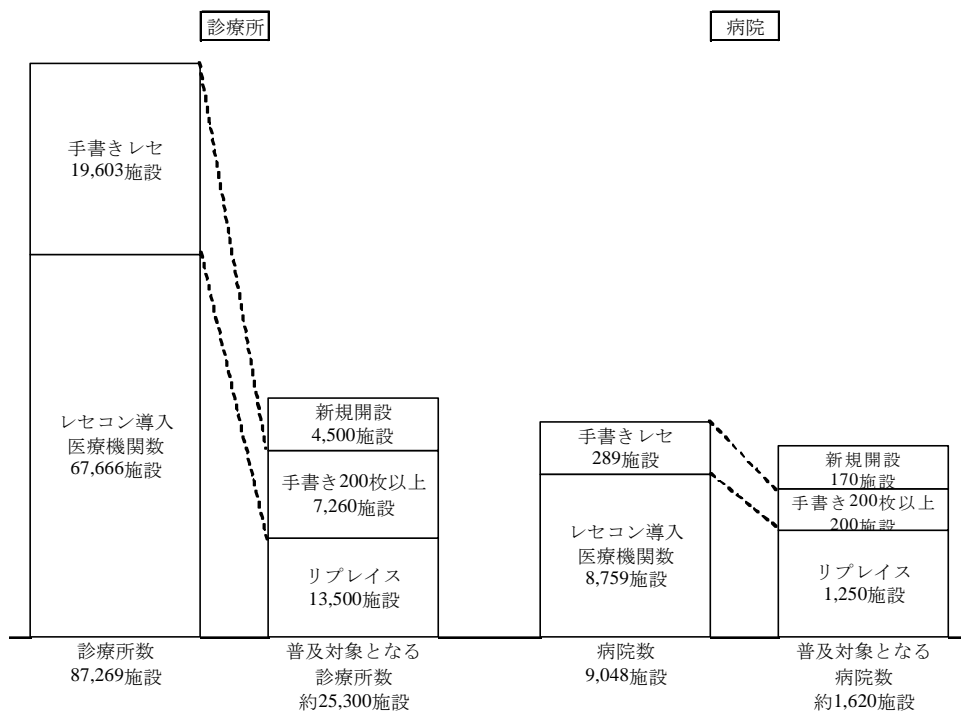 診療所
手書きレセ
19,603施設
レセコン導入
医療機関数
67,666施設
診療所数
87,269施設
新規開設
4,500施設
手書き200枚以上
7,260施設
リプレイス
13,500施設
普及対象となる
診療所数
約25,300施設
病院
手書きレセ
289施設
レセコン導入
医療機関数
8,759施設
病院数
9,048施設
新規開設
170施設
手書き200枚以上
200施設
リプレイス
1,250施設
普及対象となる
病院数
約1,620施設